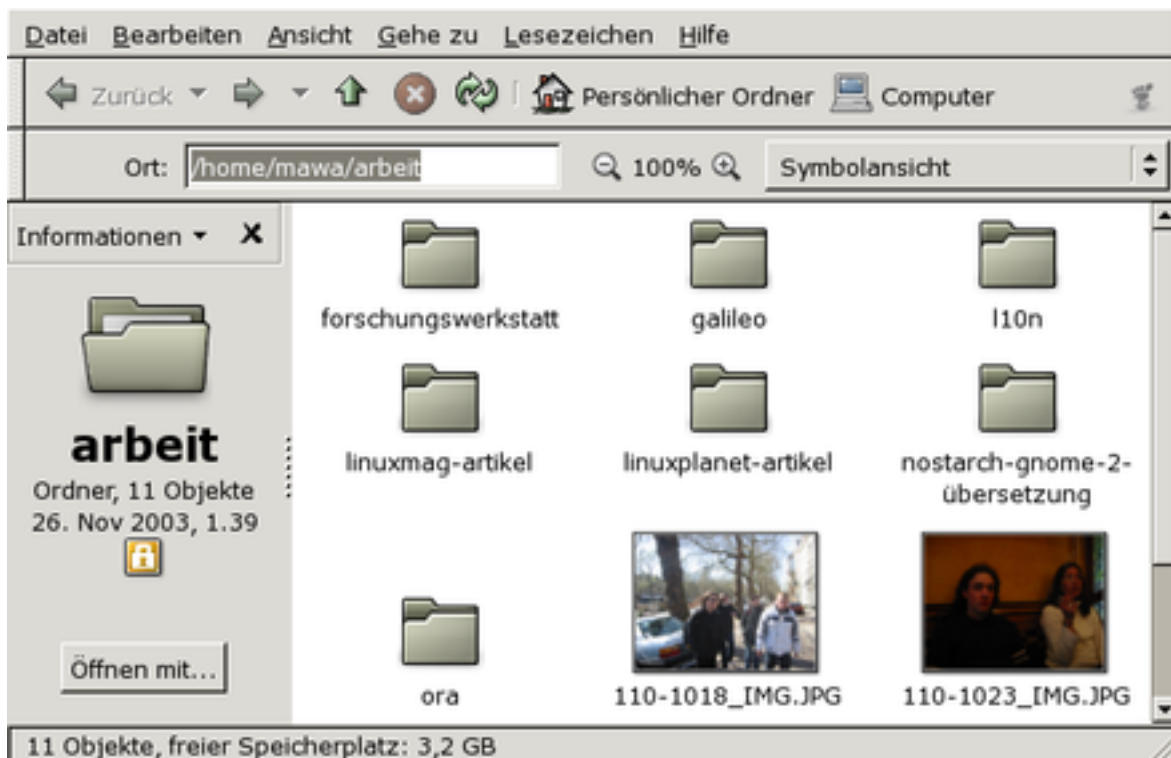 Datei Bearbeiten Ansicht Gehe zu Lesezeichen Hilfe
Zurück Persönlicher Ordner Computer
Ort: /home/mawa/arbeit 100% Symbolansicht
Informationen
arbeit
Ordner, 11 Objekte
26. Nov 2003, 1.39
Öffnen mit...
forschungswerkstatt galileo l10n
linuxmag-artikel linuxplanet-artikel nostarch-gnome-2-
übersetzung
ora 110-1018_IMG.JPG 110-1023_IMG.JPG
11 Objekte, freier Speicherplatz: 3,2 GB